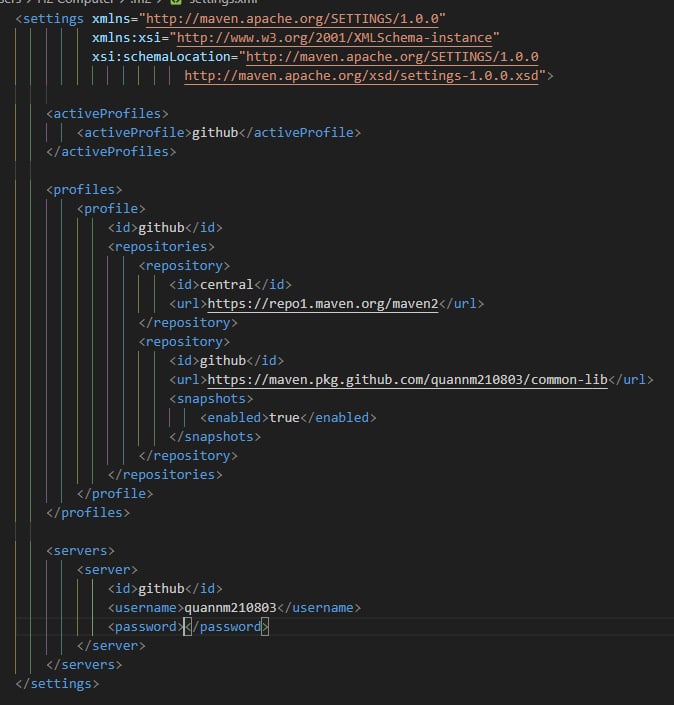 settings.xml
<settings xmlns="http://maven.apache.org/SETTINGS/1.0.0"
xmlns:xsi="http://www.w3.org/2001/XMLSchema-instance"
xsi:schemaLocation="http://maven.apache.org/SETTINGS/1.0.0
http://maven.apache.org/xsd/settings-1.0.0.xsd">
<activeProfiles>
<activeProfile>github</activeProfile>
</activeProfiles>
<profiles>
<profile>
<id>github</id>
<repositories>
<repository>
<id>central</id>
<url>https://repo1.maven.org/maven2</url>
</repository>
<repository>
<id>github</id>
<url>https://maven.pkg.github.com/quannm210803/common-lib</url>
<snapshots>
<enabled>true</enabled>
</snapshots>
</repository>
</repositories>
</profile>
</profiles>
<servers>
<server>
<id>github</id>
<username>quannm210803</username>
<password></password>
</server>
</servers>
</settings>